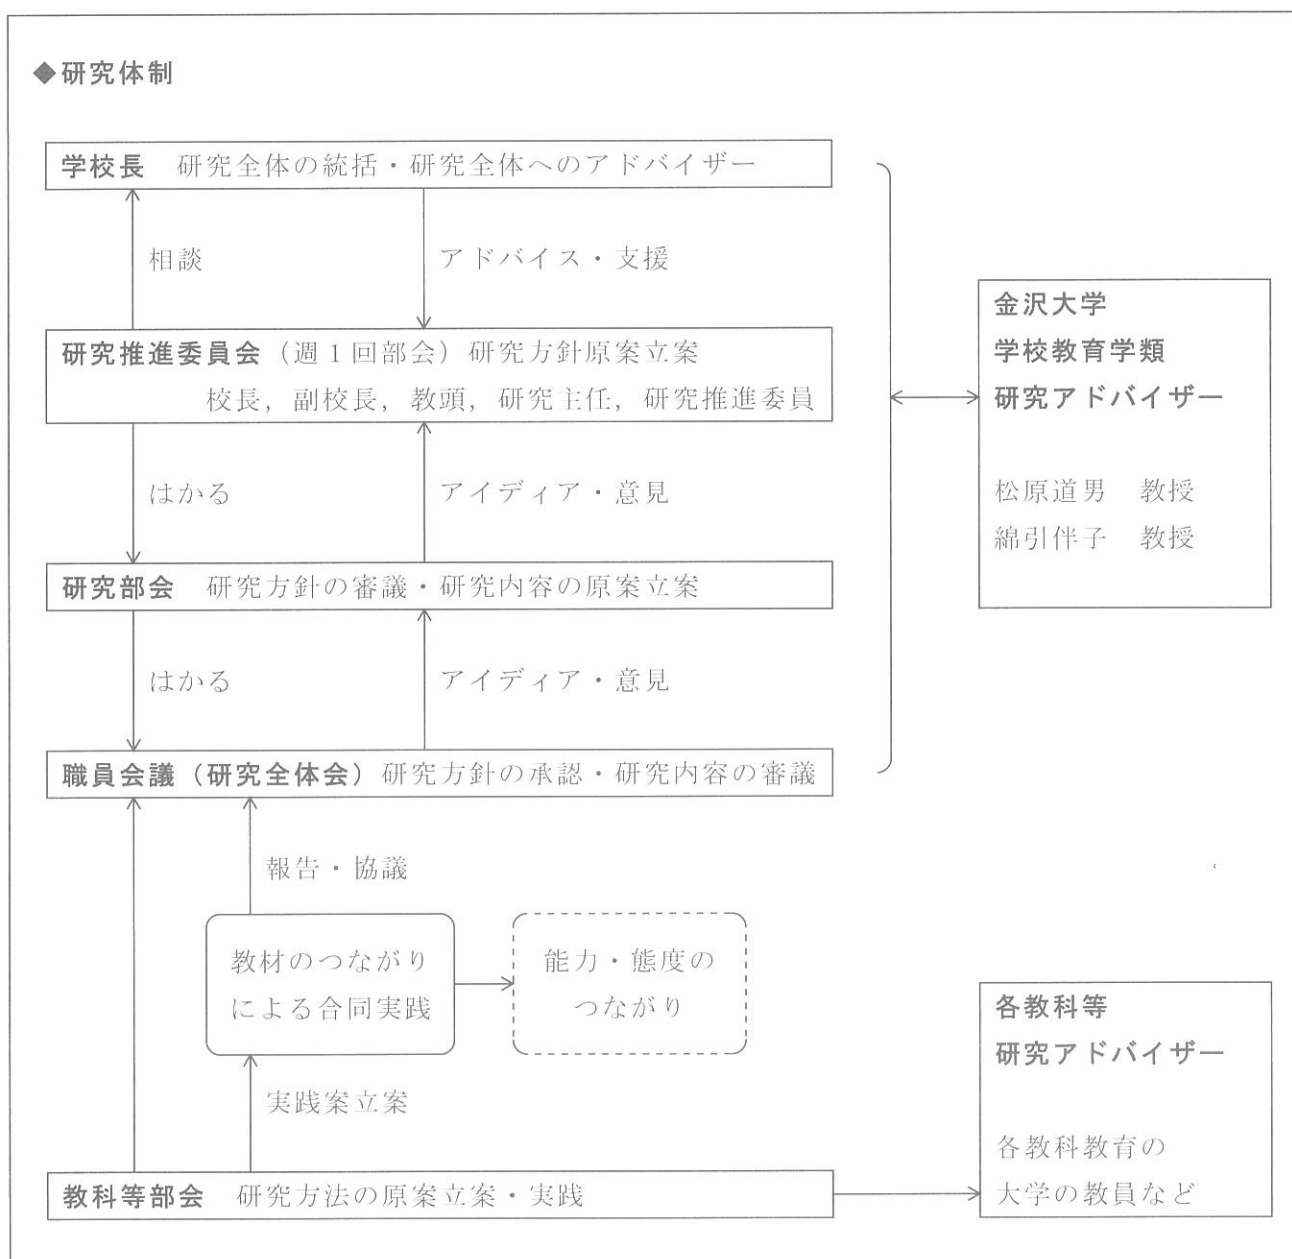 ◆研究体制
学校長 研究全体の統括・研究全体へのアドバイザー
相談
アドバイス・支援
研究推進委員会（週１回部会）研究方針原案立案
校長，副校長，教頭，研究主任，研究推進委員
はかる
アイディア・意見
研究部会 研究方針の審議・研究内容の原案立案
はかる
アイディア・意見
職員会議（研究全体会）研究方針の承認・研究内容の審議
金沢大学
学校教育学類
研究アドバイザー
松原道男 教授
綿引伴子 教授
報告・協議
教材のつながり
による合同実践
能力・態度の
つながり
実践案立案
教科等部会 研究方法の原案立案・実践
各教科等
研究アドバイザー
各教科教育の
大学の教員など